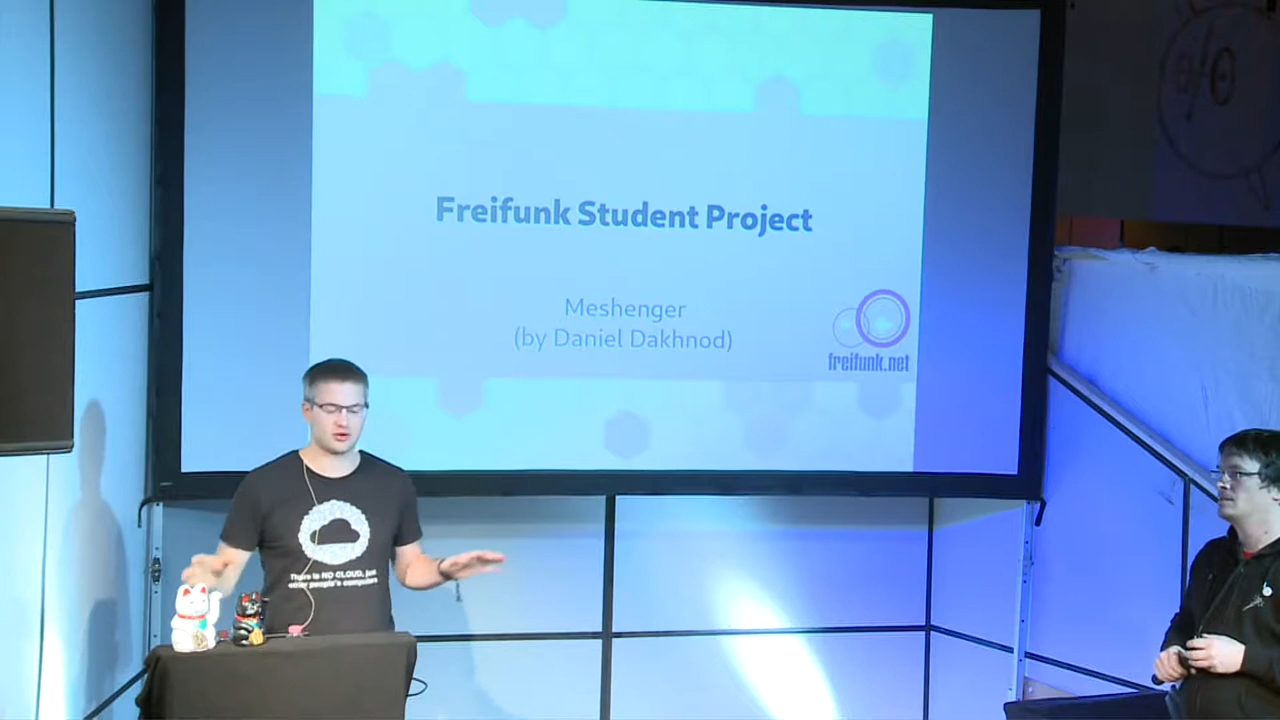 Freifunk Student Project
Meshenger
(by Daniel Dakhnod)
freifunk.net
There is NO CLOUD, just
other people's computers